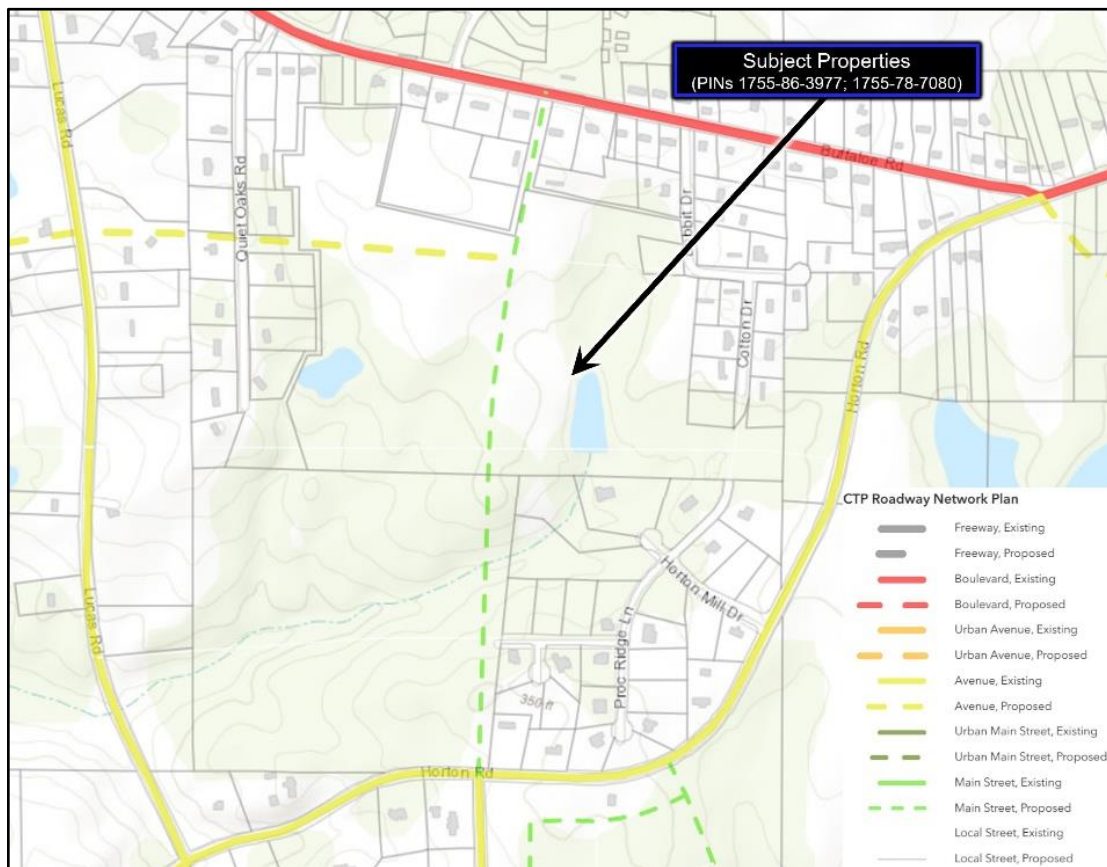 Subject Properties
(PINs 1755-86-3977; 1755-78-7080)
Lucas Rd
Quiet Oaks Rd
Buffaloe Rd
Cotton Dr
Horton Rd
Horton Mill Dr
Proc Ridge Ln
350 ft
Lucas Rd
Horton Rd
CTP Roadway Network Plan
Freeway, Existing
Freeway, Proposed
Boulevard, Existing
Boulevard, Proposed
Urban Avenue, Existing
Urban Avenue, Proposed
Avenue, Existing
Avenue, Proposed
Urban Main Street, Existing
Urban Main Street, Proposed
Main Street, Existing
Main Street, Proposed
Local Street, Existing
Local Street, Proposed